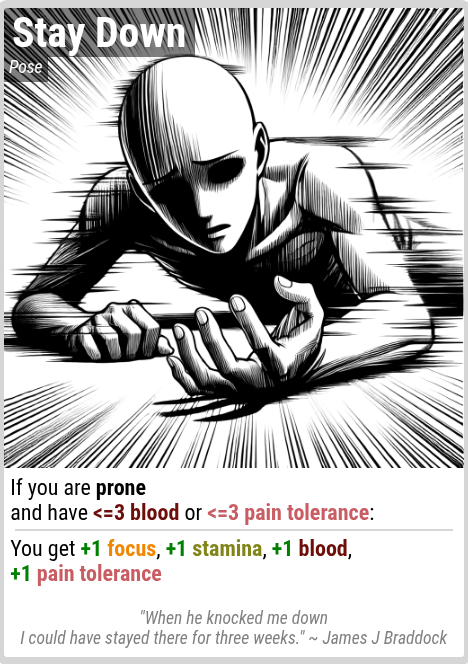 Stay Down
Pose
If you are prone
and have <=3 blood or <=3 pain tolerance:
You get +1 focus, +1 stamina, +1 blood,
+1 pain tolerance
"When he knocked me down
I could have stayed there for three weeks." ~ James J Braddock